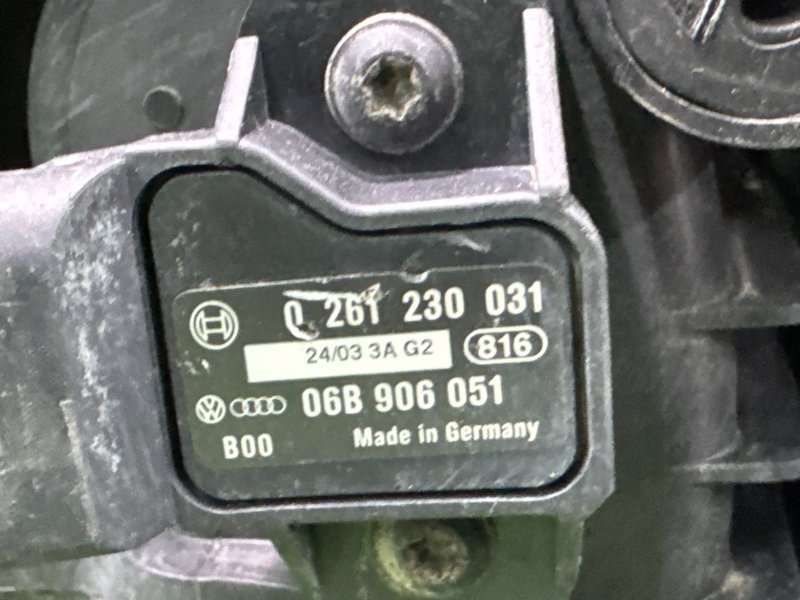 0 261 230 031
24/03 3A G2 816
06B 906 051
B00 Made in Germany